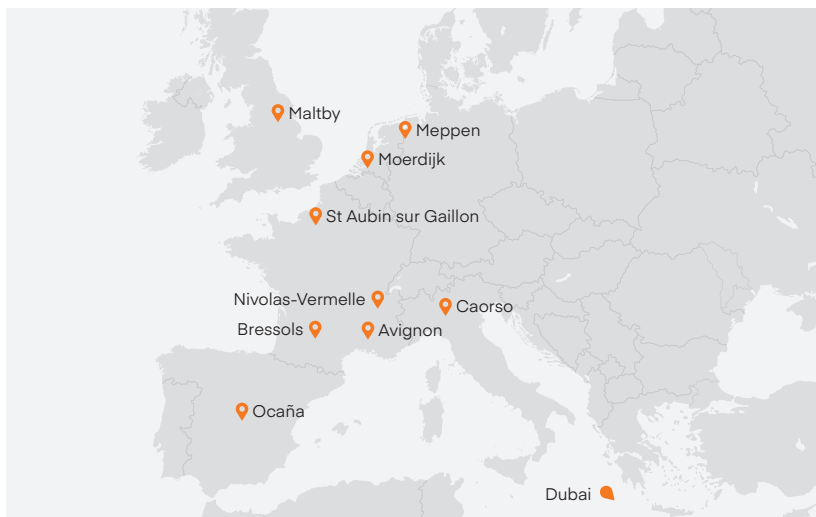 Maltby
Meppen
Moerdijk
St Aubin sur Gaillon
Nivolas-Vermelle
Caorso
Bressols
Avignon
Ocaña
Dubai